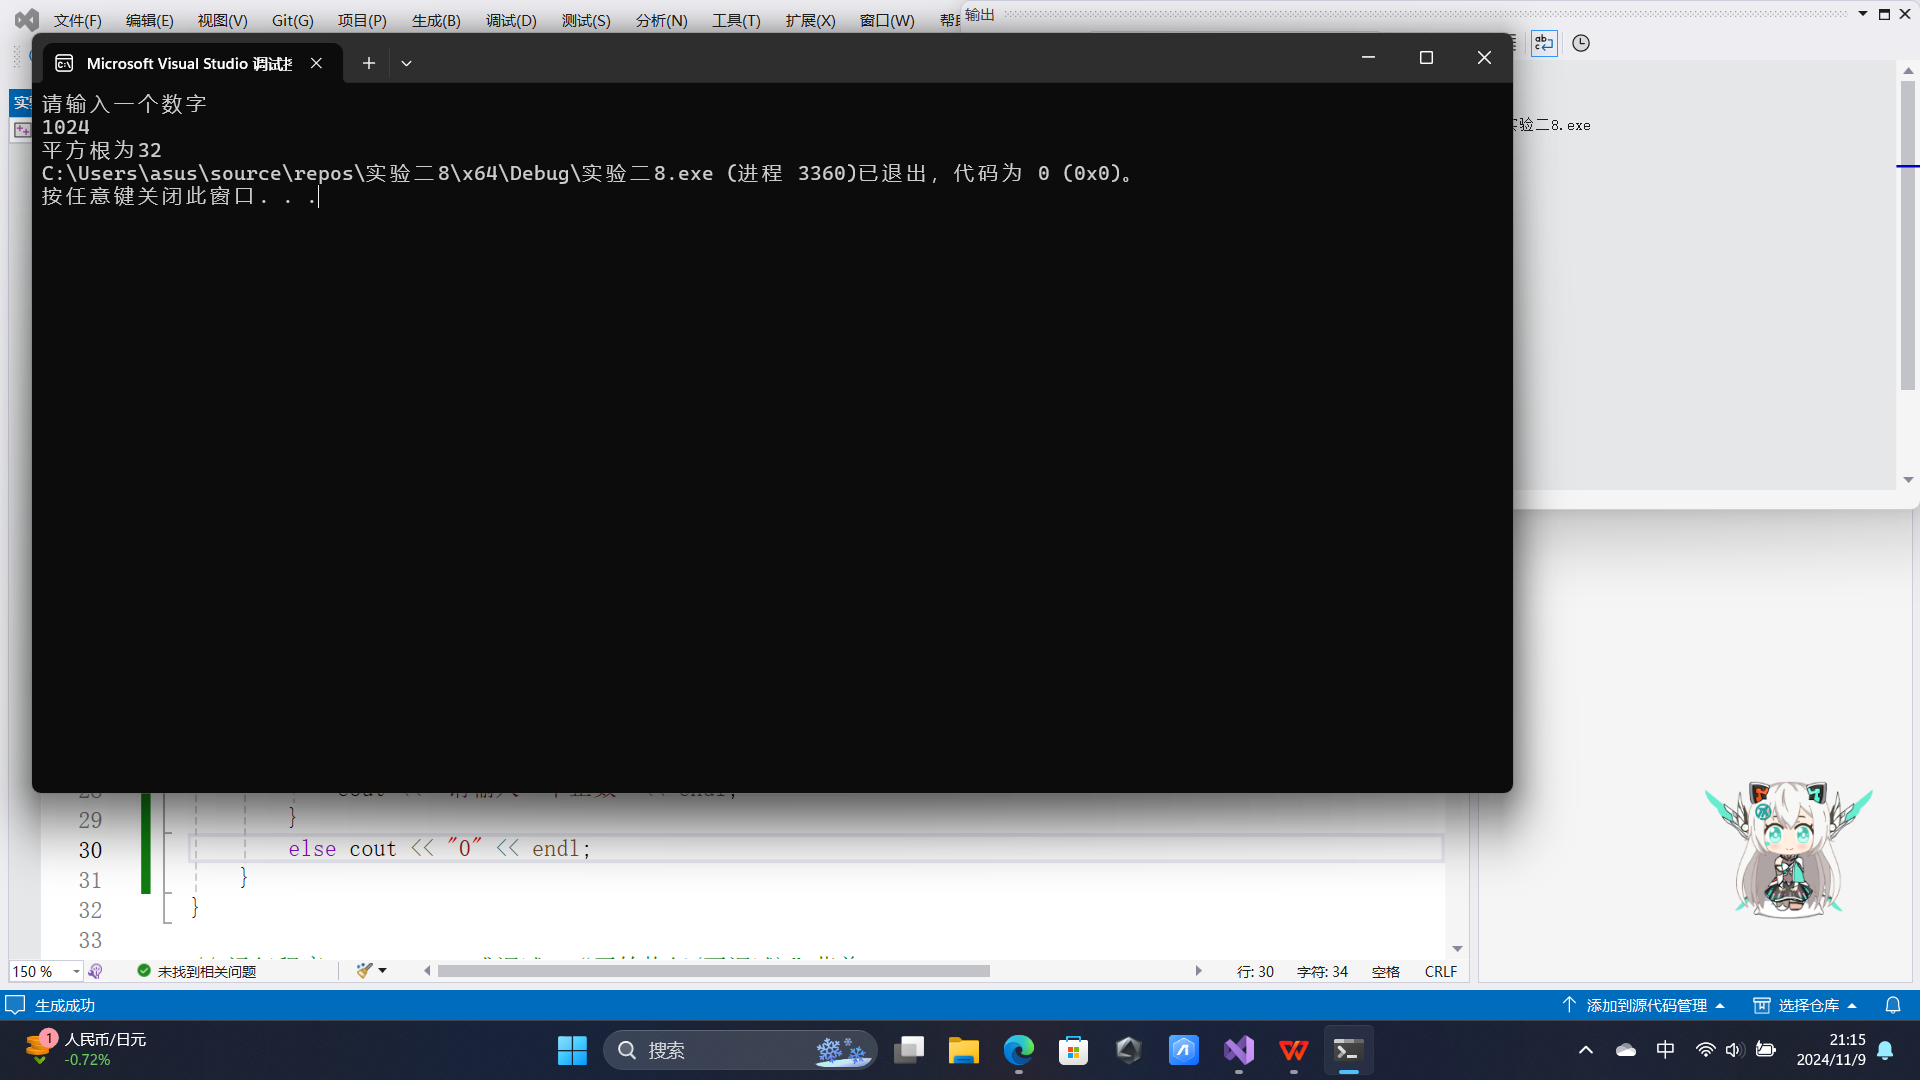 文件(F) 编辑(E) 视图(V) Git(G) 项目(P) 生成(B) 调试(D) 测试(S) 分析(N) 工具(T) 扩展(X) 窗口(W)
输出
Microsoft Visual Studio 调试
请输入一个数字
1024
平方根为32
C:\Users\asus\source\repos\实验二8\x64\Debug\实验二8.exe (进程 3360)已退出，代码为 0 (0x0)。
按任意键关闭此窗口. . .
验二8.exe
29 }
30 else cout << "0" << endl;
31 }
32 }
33
150 %
未找到相关问题
行: 30 字符: 34 空格 CRLF
生成成功
添加到源代码管理
选择仓库
1
人民币/日元
-0.72%
搜索
中
21:15
2024/11/9